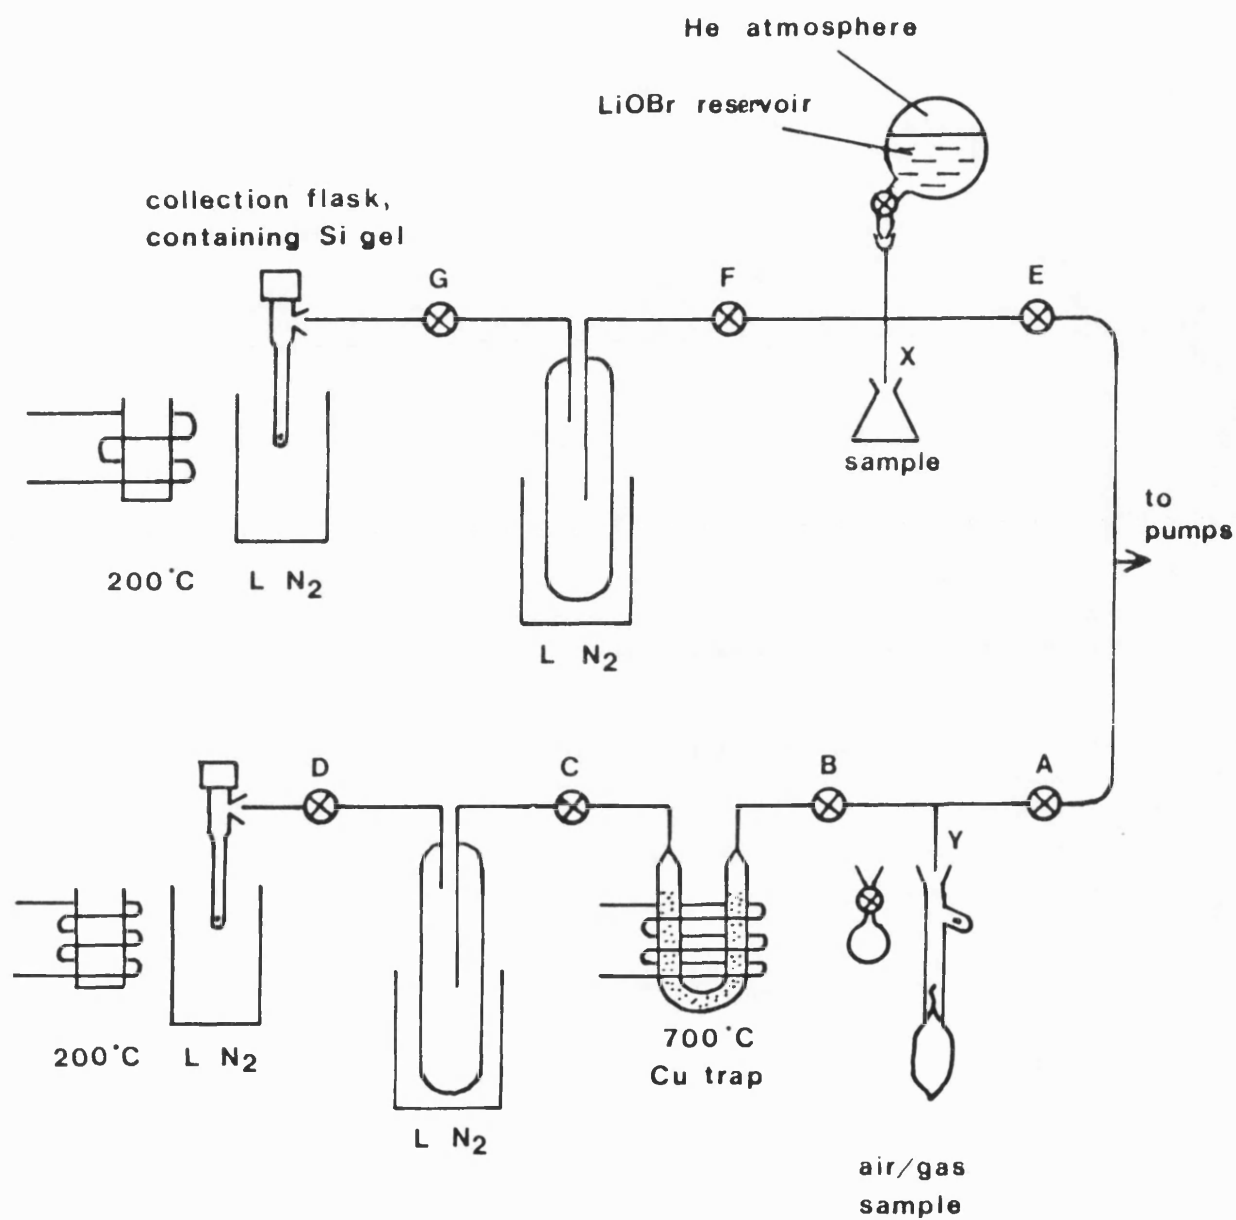 He atmosphere
LiOBr reservoir
collection flask,
containing Si gel
G
F
E
X
sample
to
pumps
200°C
L N2
L N2
D
C
B
A
Y
700°C
Cu trap
200°C
L N2
L N2
air/gas
sample